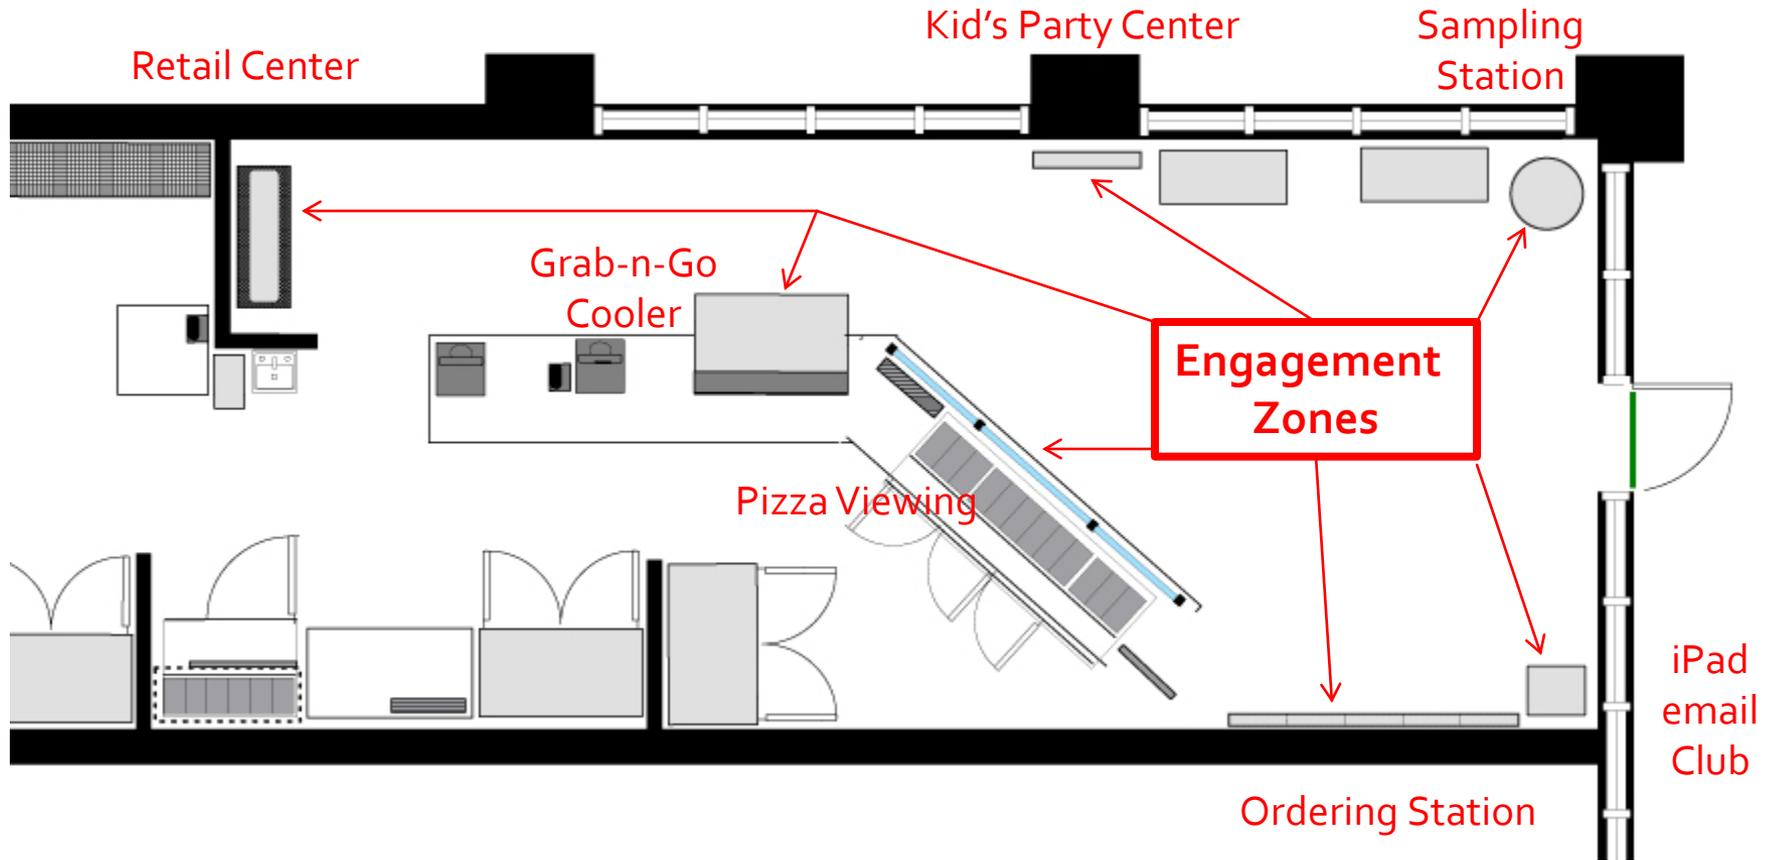 Kid's Party Center
Sampling
Station
Retail Center
Grab-n-Go
Cooler
Engagement
Zones
Pizza Viewing
iPad
email
Club
Ordering Station